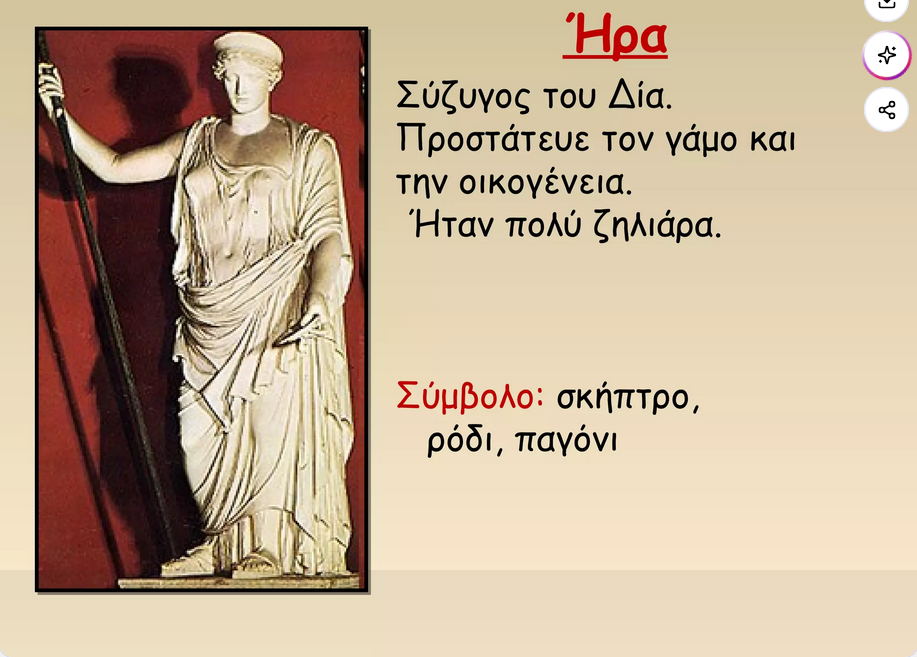 Ήρα
Σύζυγος του Δία.
Προστάτευε τον γάμο και
την οικογένεια.
Ήταν πολύ ζηλιάρα.
Σύμβολο: σκήπτρο,
ρόδι, παγόνι